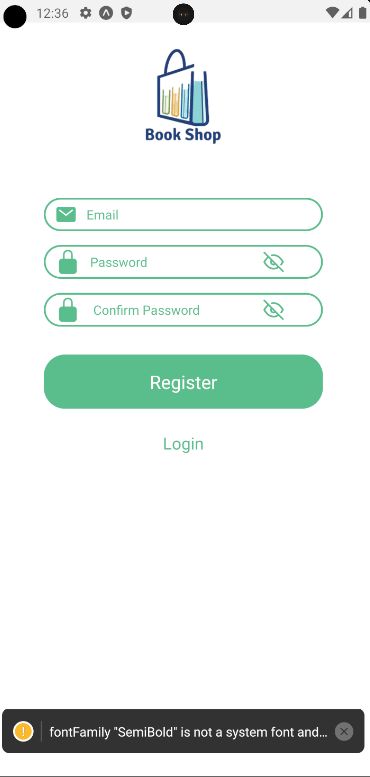 12:36
Book Shop
Email
Password
Confirm Password
Register
Login
fontFamily "SemiBold" is not a system font and...